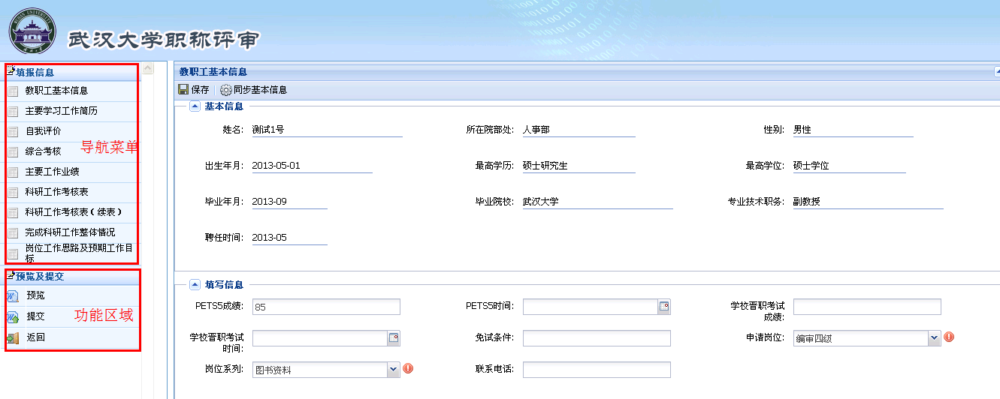 武汉大学职称评审
填报信息
教职工基本信息
主要学习工作简历
自我评价
导航菜单
综合考核
主要工作业绩
科研工作考核表
科研工作考核表（续表）
完成科研工作整体情况
岗位工作思路及预期工作目
标
预览及提交
预览
提交
功能区域
返回
教职工基本信息
保存 同步基本信息
基本信息
姓名: 测试1号 所在院部处: 人事部 性别: 男性
出生年月: 2013-05-01 最高学历: 硕士研究生 最高学位: 硕士学位
毕业年月: 2013-09 毕业院校: 武汉大学 专业技术职务: 副教授
聘任时间: 2013-05
填写信息
PETS5成绩: 85 PETS5时间: 学校晋职考试
成绩:
学校晋职考试
时间: 免试条件: 申请岗位: 编审四级
岗位系列: 图书资料 联系电话: